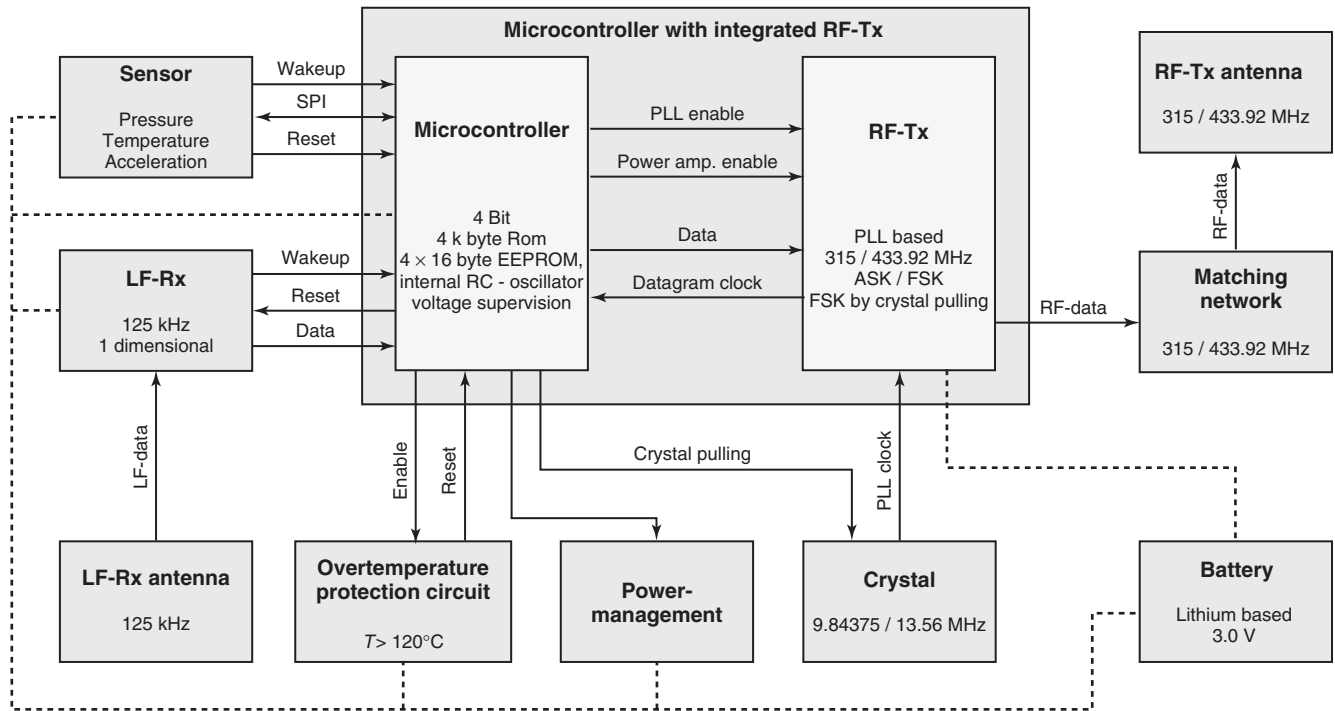 Microcontroller with integrated RF-Tx
Sensor
Pressure
Temperature
Acceleration
Wakeup
SPI
Reset
Microcontroller
4 Bit
4 k byte Rom
4 × 16 byte EEPROM,
internal RC - oscillator
voltage supervision
PLL enable
Power amp. enable
Data
Datagram clock
RF-Tx
PLL based
315 / 433.92 MHz
ASK / FSK
FSK by crystal pulling
RF-Tx antenna
315 / 433.92 MHz
RF-data
Matching
network
315 / 433.92 MHz
RF-data
LF-Rx
125 kHz
1 dimensional
Wakeup
Reset
Data
LF-data
Enable
Reset
Crystal pulling
PLL clock
LF-Rx antenna
125 kHz
Overtemperature
protection circuit
T> 120°C
Power-
management
Crystal
9.84375 / 13.56 MHz
Battery
Lithium based
3.0 V